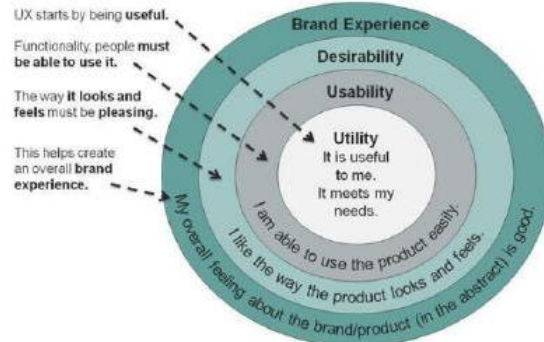 UX starts by being useful.
Functionality, people must
be able to use it.
The way it looks and
feels must be pleasing.
This helps create
an overall brand
experience.
Brand Experience
Desirability
Usability
Utility
It is useful
to me.
It meets my
needs.
I am able to use the product easily.
I like the way the product looks and feels.
My overall feeling about the brand/product (in the abstract) is good.